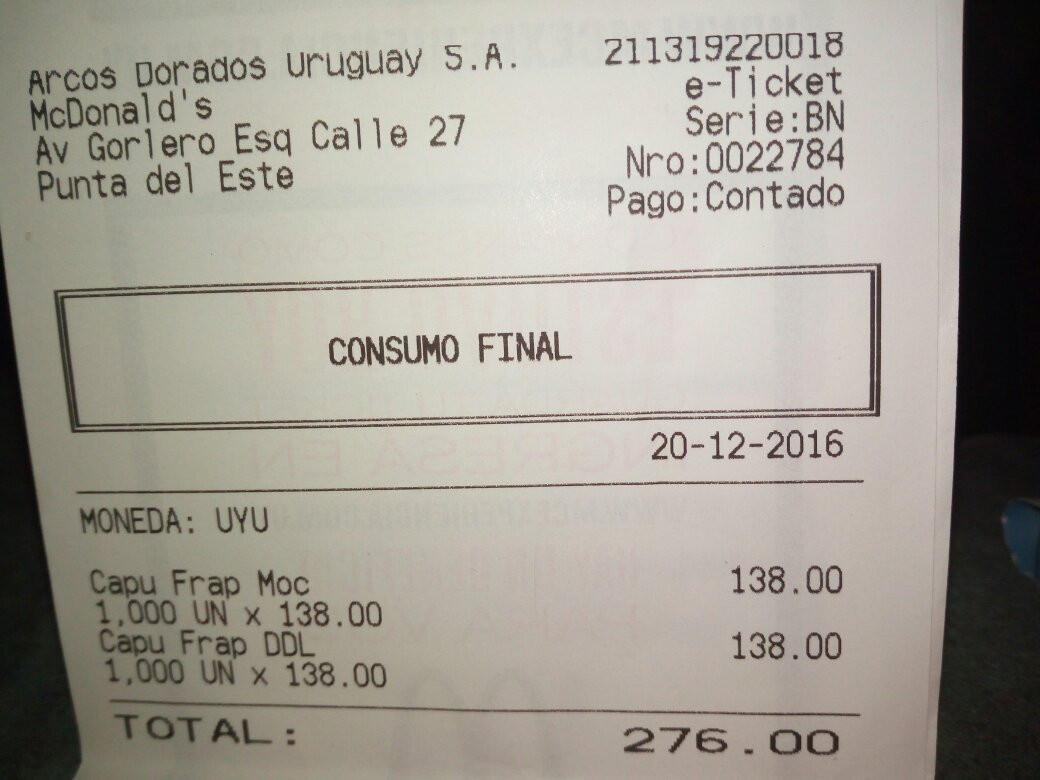 Arcos Dorados Uruguay S.A. 211319220018
McDonald's e-Ticket
Av Gorlero Esq Calle 27 Serie:BN
Punta del Este Nro:0022784
Pago:Contado
CONSUMO FINAL
20-12-2016
MONEDA: UYU
Capu Frap Moc 138.00
1,000 UN x 138.00
Capu Frap DDL 138.00
1,000 UN x 138.00
TOTAL: 276.00